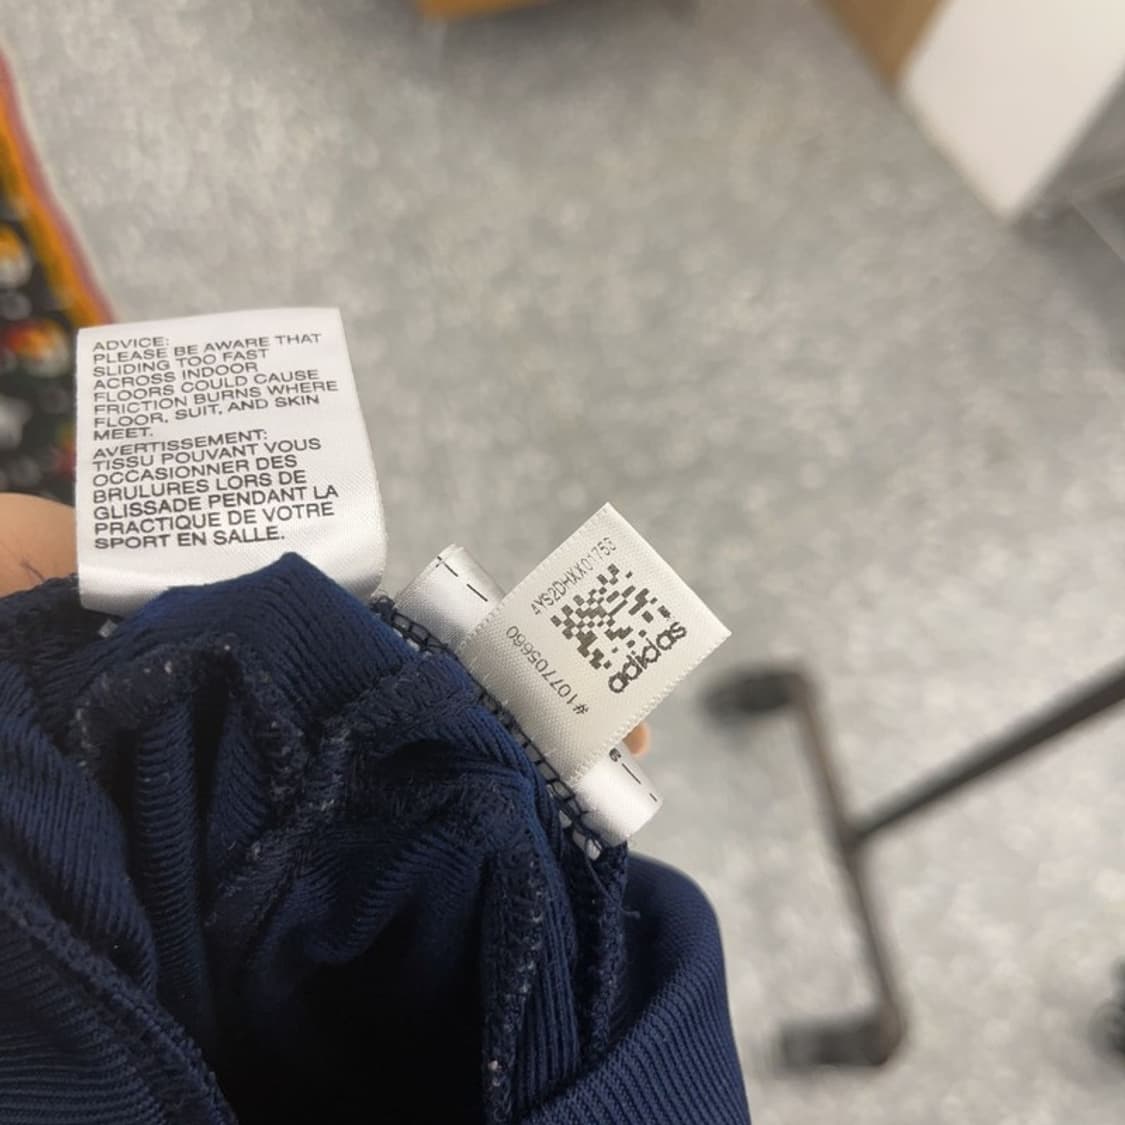 ADVICE:
PLEASE BE AWARE THAT
SLIDING TOO FAST
ACROSS INDOOR
FLOORS COULD CAUSE
FRICTION BURNS WHERE
FLOOR, SUIT, AND SKIN
MEET.
AVERTISSEMENT:
TISSU POUVANT VOUS
OCCASIONNER DES
BRULURES LORS DE
GLISSADE PENDANT LA
PRACTIQUE DE VOTRE
SPORT EN SALLE.
4YS2DHXX01753
adidas
#107705660